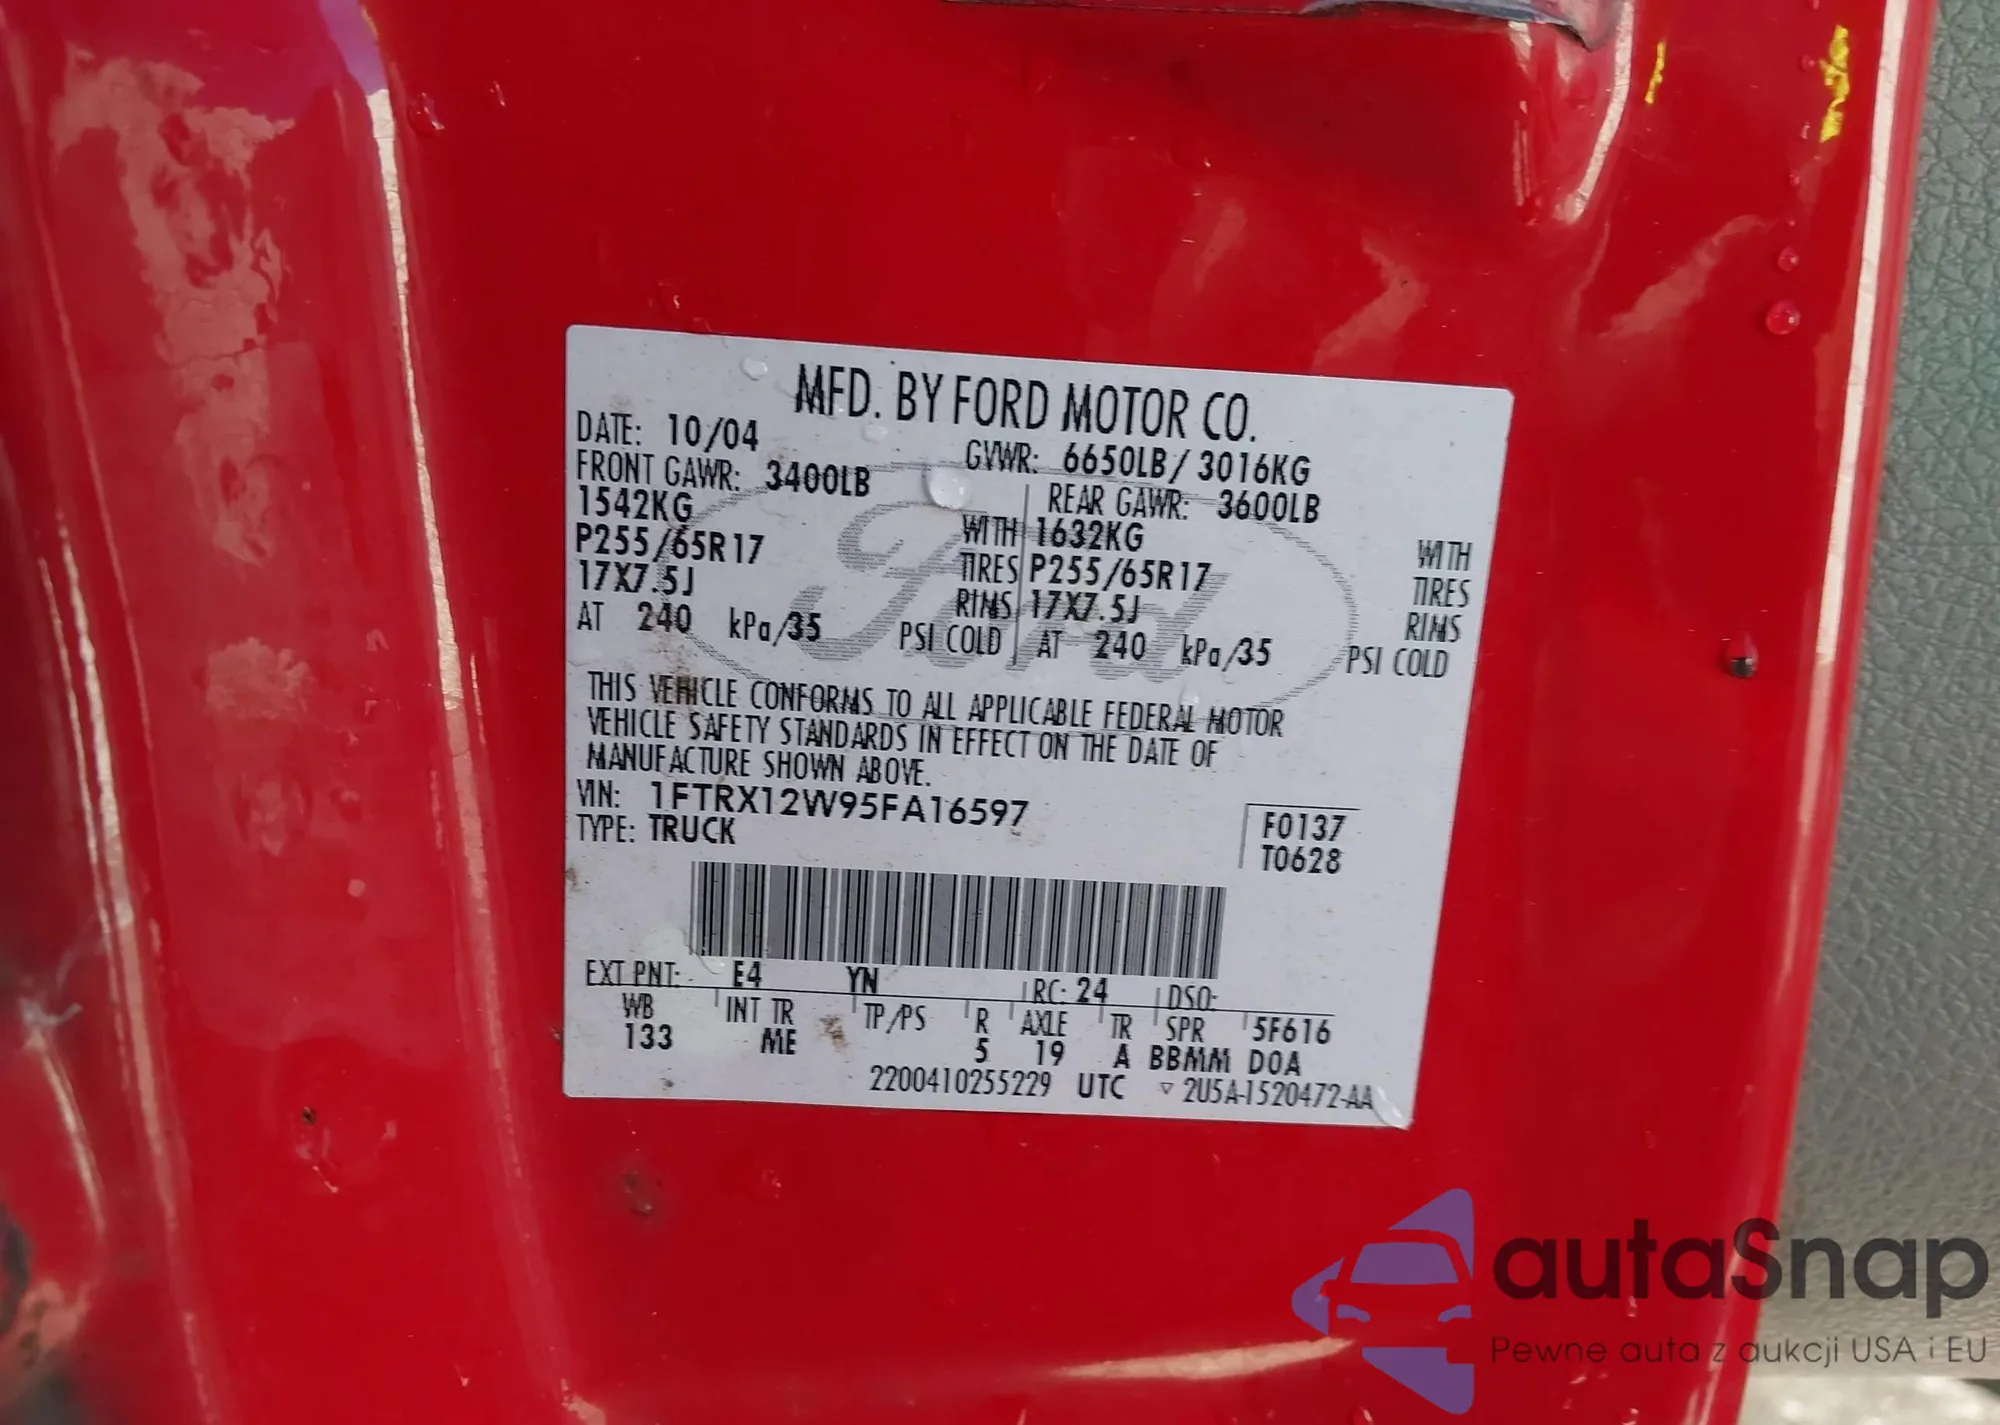 MFD. BY FORD MOTOR CO.
DATE: 10/04
GVWR: 6650LB/ 3016KG
FRONT GAWR: 3400LB
REAR GAWR: 3600LB
1542KG WITH 1632KG WITH
P255/65R17 TIRES P255/65R17 TIRES
17X7.5J RIMS 17X7.5J RIMS
AT 240 kPa/35 PSI COLD AT 240 kPa/35 PSI COLD
Ford
THIS VEHICLE CONFORMS TO ALL APPLICABLE FEDERAL MOTOR
VEHICLE SAFETY STANDARDS IN EFFECT ON THE DATE OF
MANUFACTURE SHOWN ABOVE.
VIN: 1FTRX12W95FA16597
TYPE: TRUCK
F0137
T0628
EXT PNT: E4 YN RC: 24 DSO:
WB INT TR TP/PS R AXLE TR SPR 5F616
133 ME 5 19 A BBMM DOA
2200410255229 UTC ▽ 2U5A-1520472-AA
autaSnap
Pewne auta z aukcji USA i EU